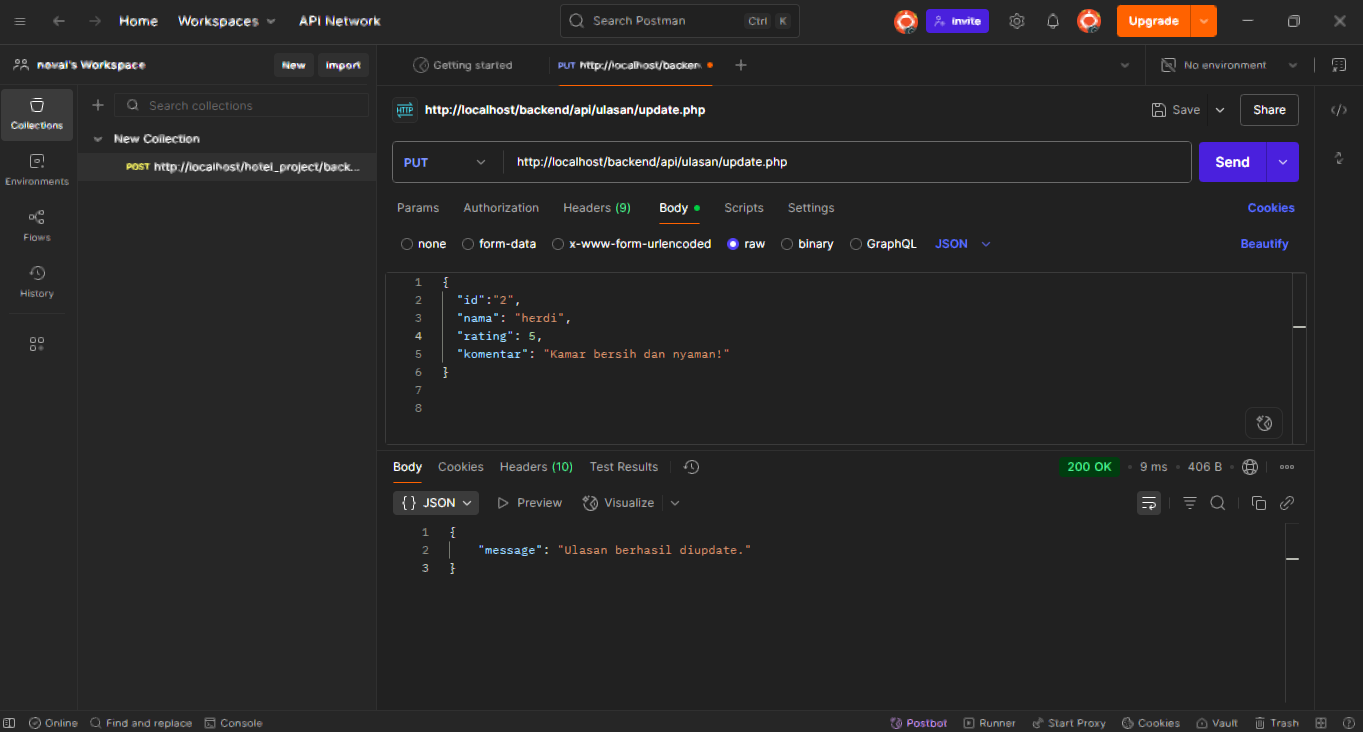 Home Workspaces API Network Search Postman Ctrl K Invite Upgrade
naval's Workspace New Import Getting started PUT http://localhost/backen No environment
Search collections
Collections
New Collection
POST http://localhost/hotel_project/back...
Environments
Flows
History
HTTP http://localhost/backend/api/ulasan/update.php Save Share
PUT http://localhost/backend/api/ulasan/update.php Send
Params Authorization Headers (9) Body Scripts Settings Cookies
none form-data x-www-form-urlencoded raw binary GraphQL JSON Beautify
1 {
2 "id":"2",
3 "nama": "herdi",
4 "rating": 5,
5 "komentar": "Kamar bersih dan nyaman!"
6 }
7
8
Body Cookies Headers (10) Test Results 200 OK • 9 ms • 406 B •
{} JSON Preview Visualize
1 {
2 "message": "Ulasan berhasil diupdate."
3 }
Online Find and replace Console Postbot Runner Start Proxy Cookies Vault Trash